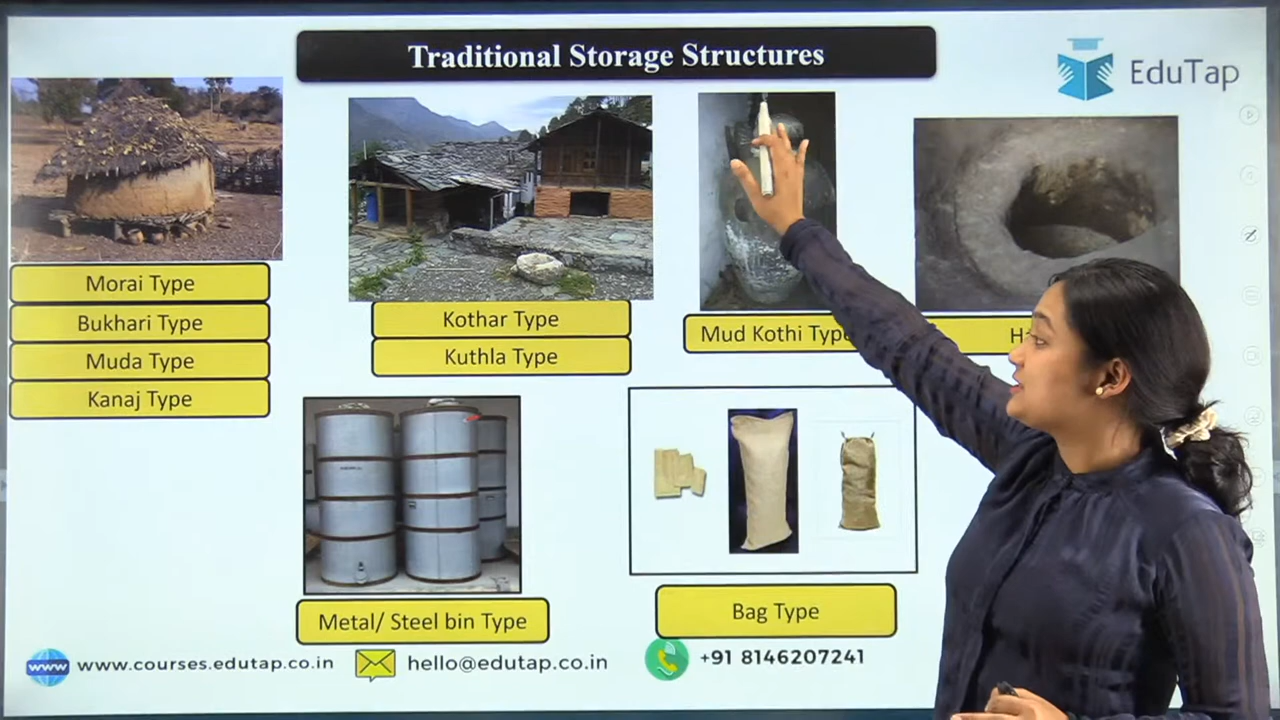 Traditional Storage Structures
EduTap
Morai Type
Bukhari Type
Muda Type
Kanaj Type
Kothar Type
Kuthla Type
Mud Kothi Type
Metal/ Steel bin Type
Bag Type
www
www.courses.edutap.co.in
hello@edutap.co.in
+91 8146207241